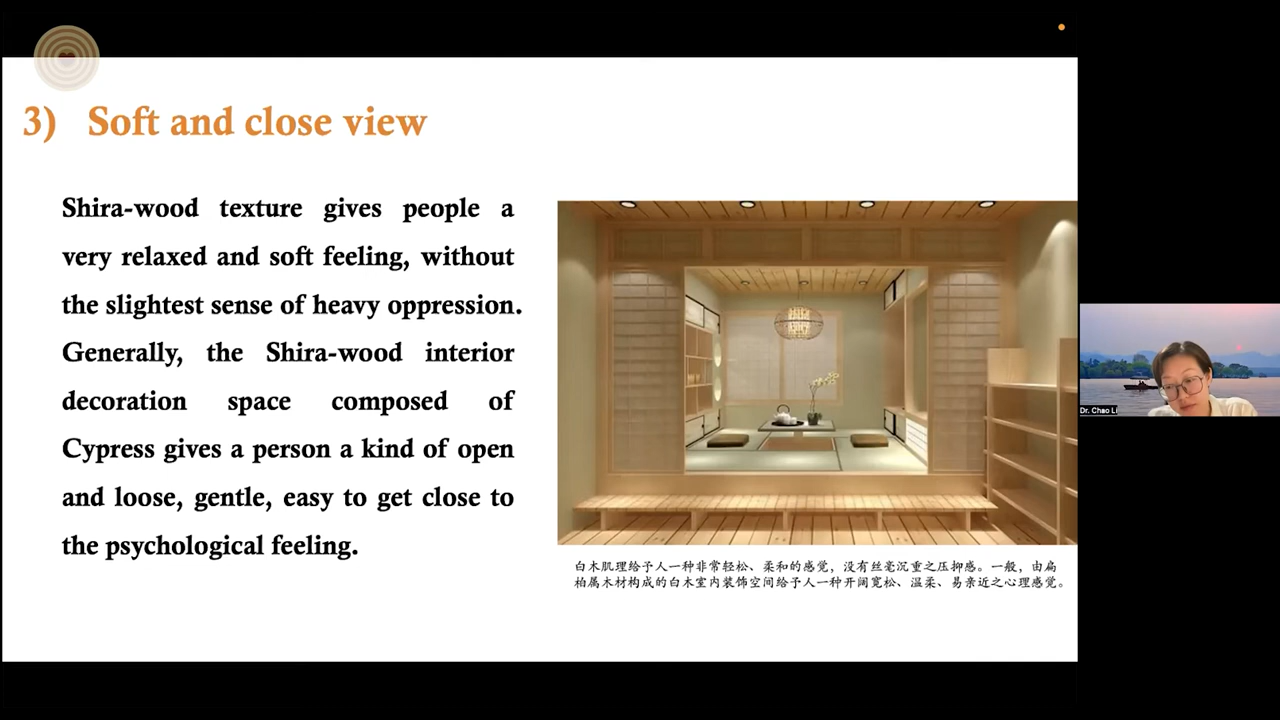 3) Soft and close view
Shira-wood texture gives people a
very relaxed and soft feeling, without
the slightest sense of heavy oppression.
Generally, the Shira-wood interior
decoration space composed of
Cypress gives a person a kind of open
and loose, gentle, easy to get close to
the psychological feeling.
白木肌理给予人一种非常轻松、柔和的感觉，没有丝毫沉重之压抑感。一般，由扁
柏属木材构成的白木室内装饰空间给予人一种开阔宽松、温柔、易亲近之心理感觉。
Dr. Chao Li